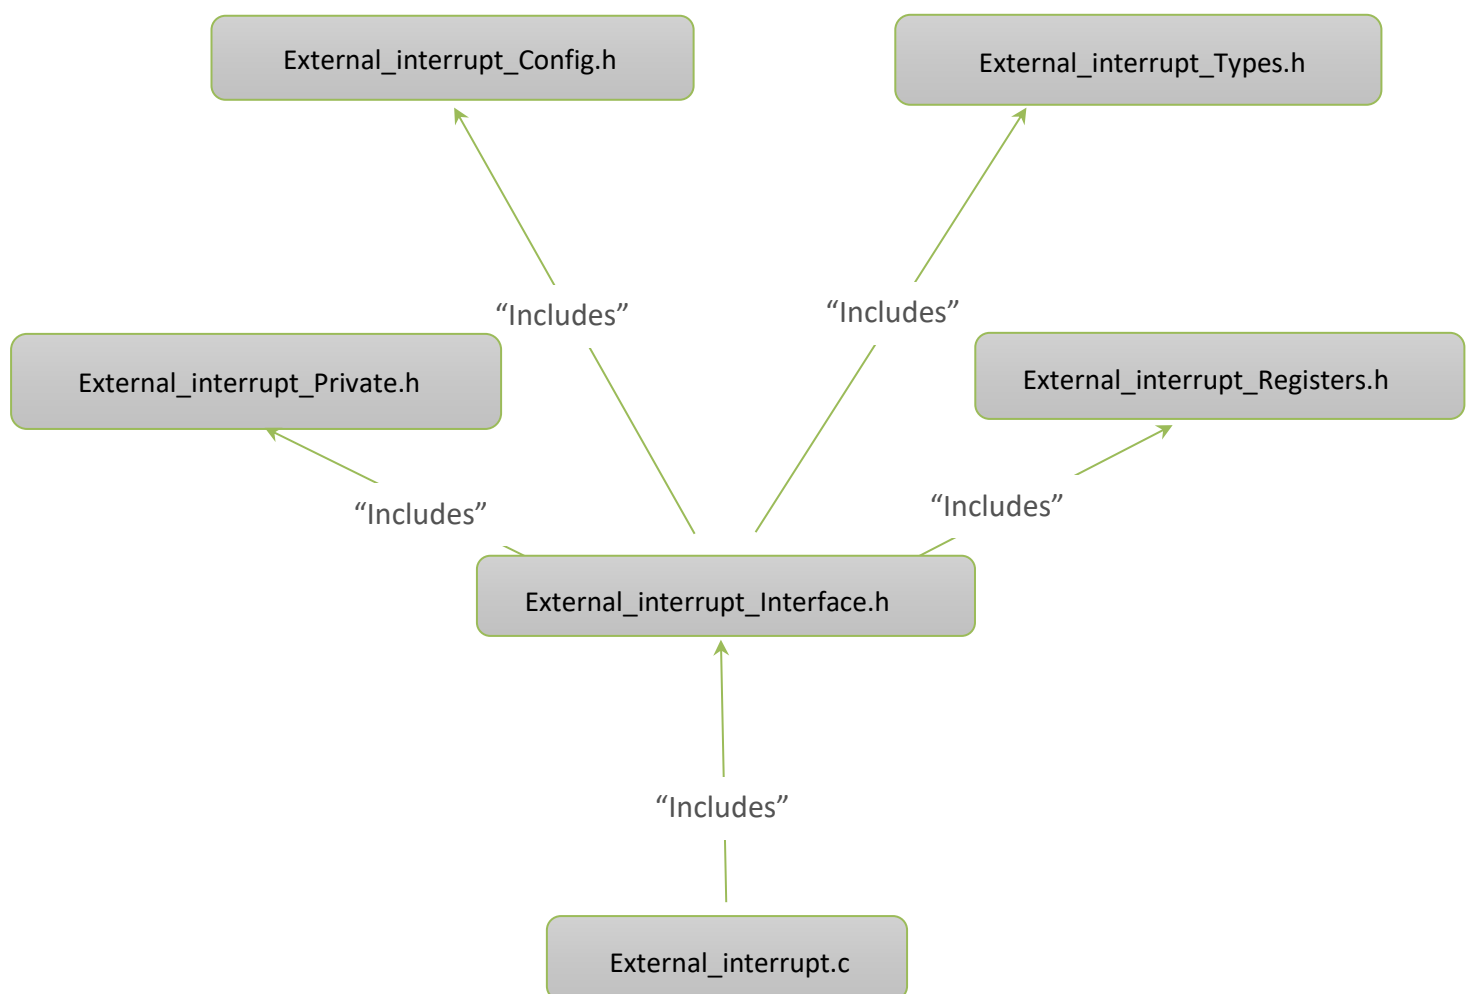 External_interrupt_Config.h
External_interrupt_Types.h
“Includes”
“Includes”
External_interrupt_Private.h
External_interrupt_Registers.h
“Includes”
“Includes”
External_interrupt_Interface.h
“Includes”
External_interrupt.c